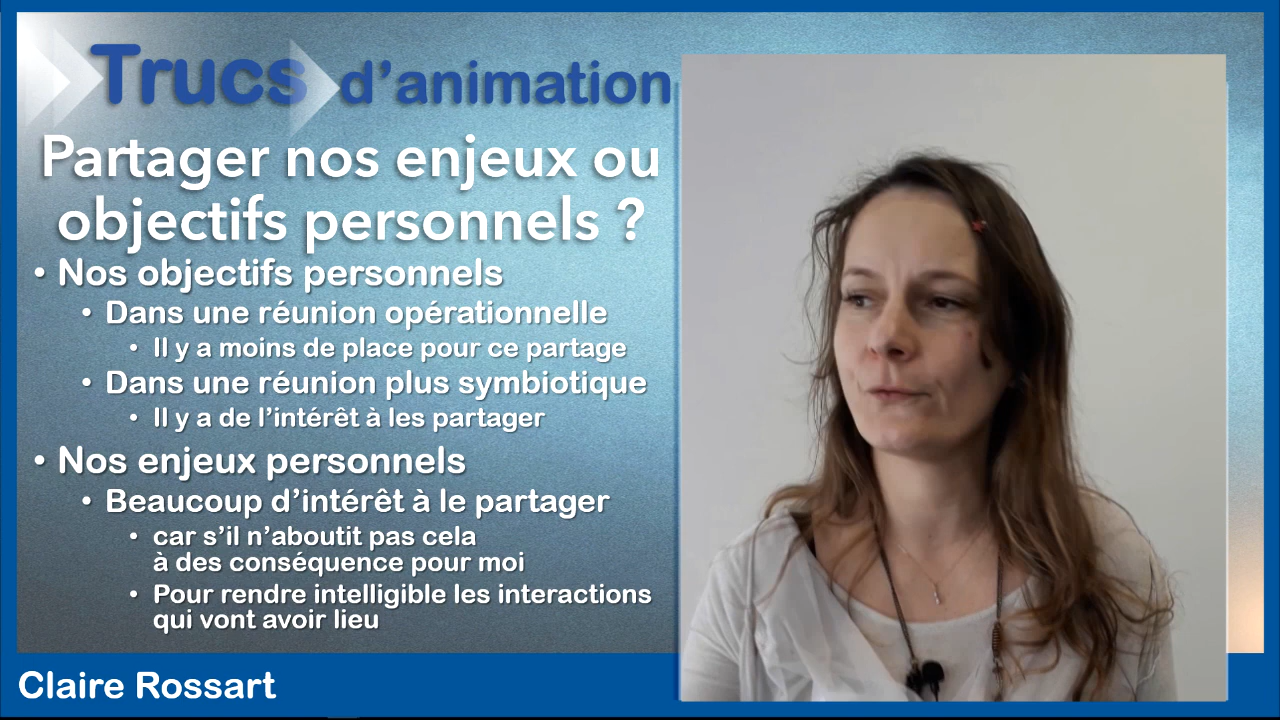 Trucs d’animation
Partager nos enjeux ou
objectifs personnels ?
• Nos objectifs personnels
• Dans une réunion opérationnelle
• Il y a moins de place pour ce partage
• Dans une réunion plus symbiotique
• Il y a de l’intérêt à les partager
• Nos enjeux personnels
• Beaucoup d’intérêt à le partager
• car s’il n’aboutit pas cela
à des conséquence pour moi
• Pour rendre intelligible les interactions
qui vont avoir lieu
Claire Rossart